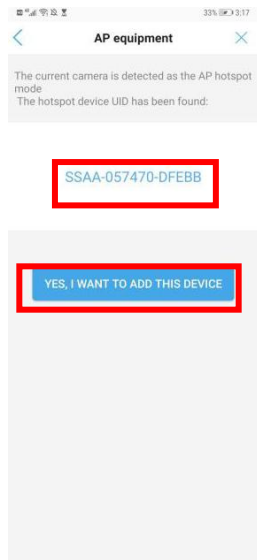 33% 3:17
AP equipment
The current camera is detected as the AP hotspot
mode
The hotspot device UID has been found:
SSAA-057470-DFEBB
YES, I WANT TO ADD THIS DEVICE